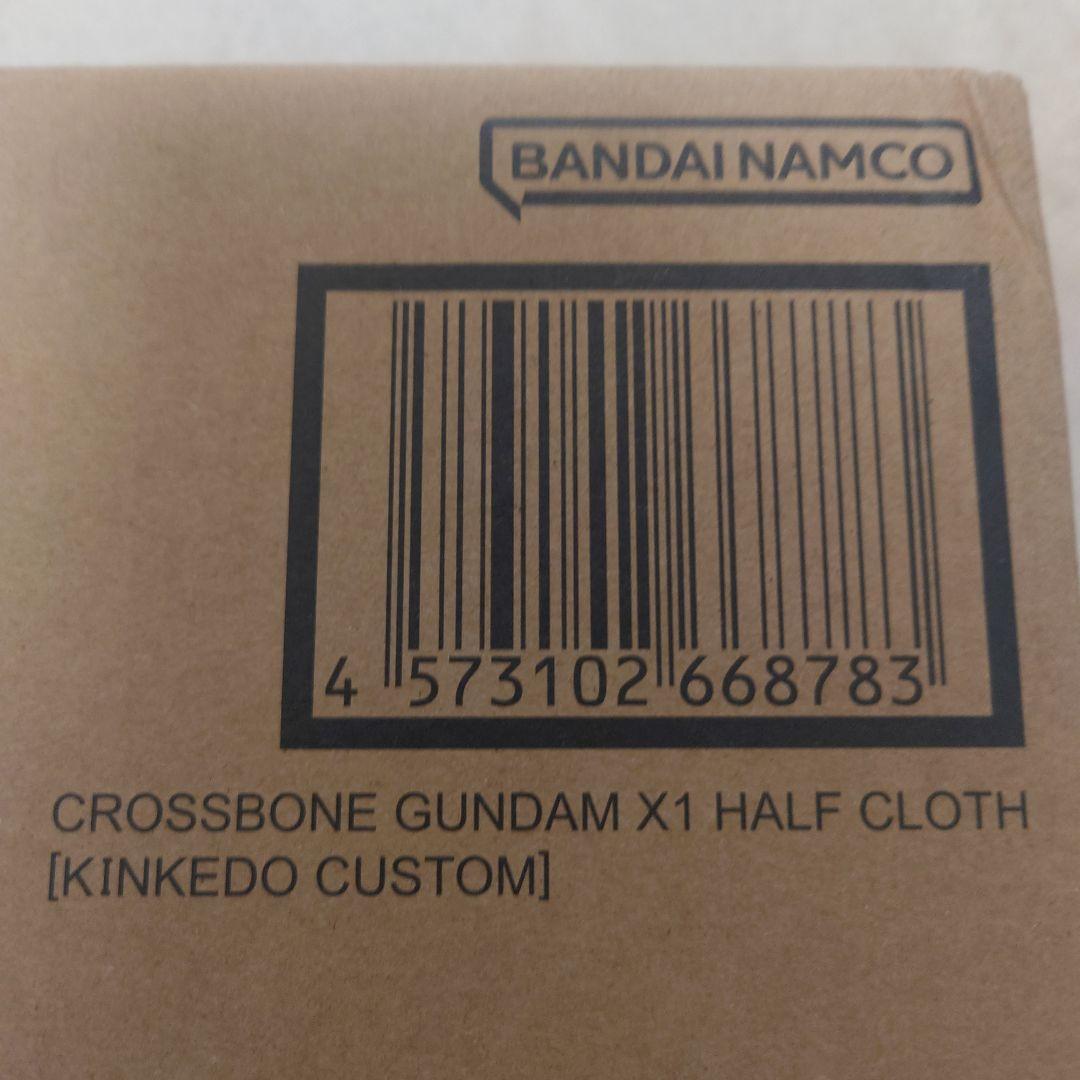 BANDAI NAMCO
4 573102 668783
CROSSBONE GUNDAM X1 HALF CLOTH
[KINKEDO CUSTOM]